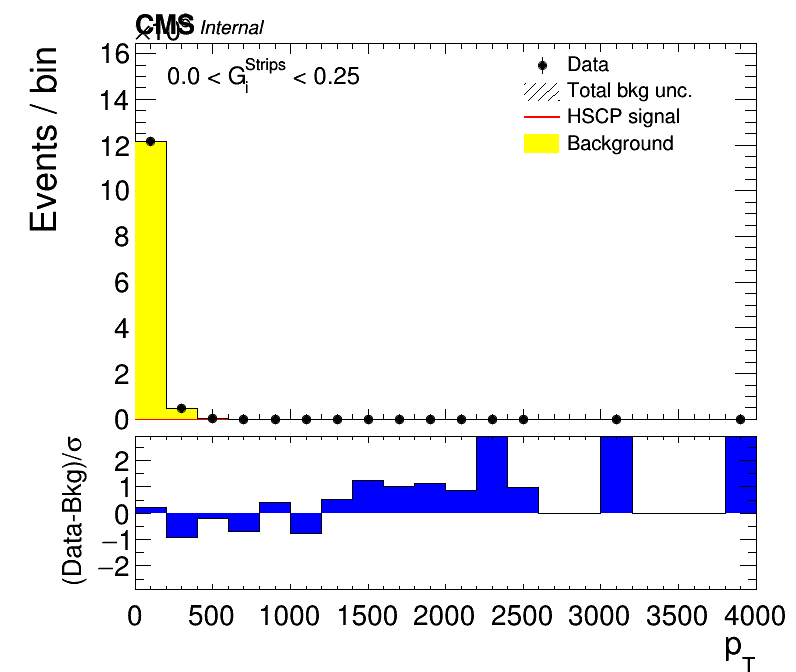 CMS Internal
Events / bin
16
14
12
10
8
6
4
2
0
0.0 < G_i^Strips < 0.25
Data
Total bkg unc.
HSCP signal
Background
(Data-Bkg)/σ
2
1
0
−1
−2
0 500 1000 1500 2000 2500 3000 3500 4000
p_T